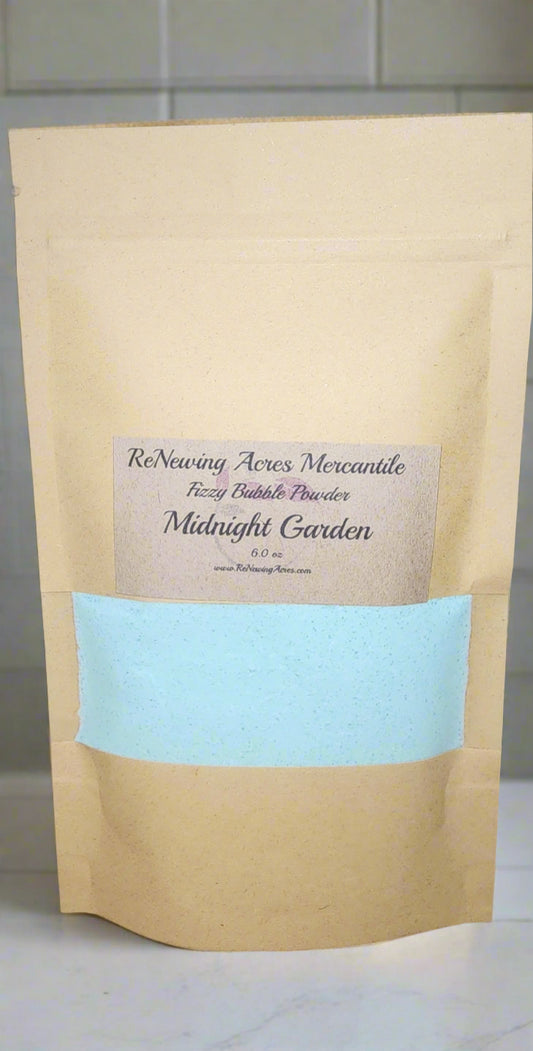 ReNewing Acres Mercantile
Fizzy Bubble Powder
Midnight Garden
6.0 oz
www.ReNewingAcres.com